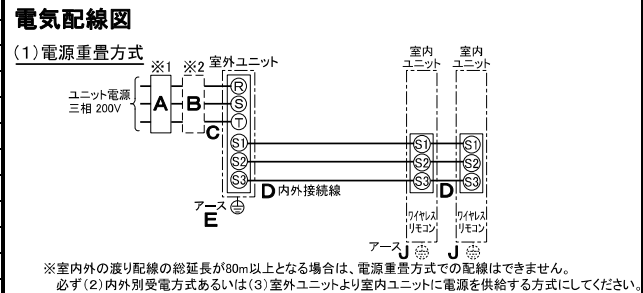 電気配線図
(1)電源重畳方式
※1 ※2 室外ユニット
室内
ユニット
室内
ユニット
ユニット電源
三相 200V
A
B
C
R
S
T
S1
S2
S3
S1
S2
S3
S1
S2
S3
D 内外接続線
D
アース
E
ワイヤレス
リモコン
ワイヤレス
リモコン
アース J
J
※室内外の渡り配線の総延長が80m以上となる場合は、電源重畳方式での配線はできません。
必ず(2)内外別受電方式あるいは(3)室外ユニットより室内ユニットに電源を供給する方式にしてください。